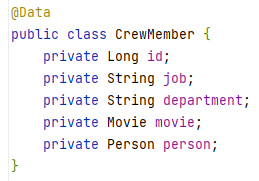 @Data
public class CrewMember {
    private Long id;
    private String job;
    private String department;
    private Movie movie;
    private Person person;
}